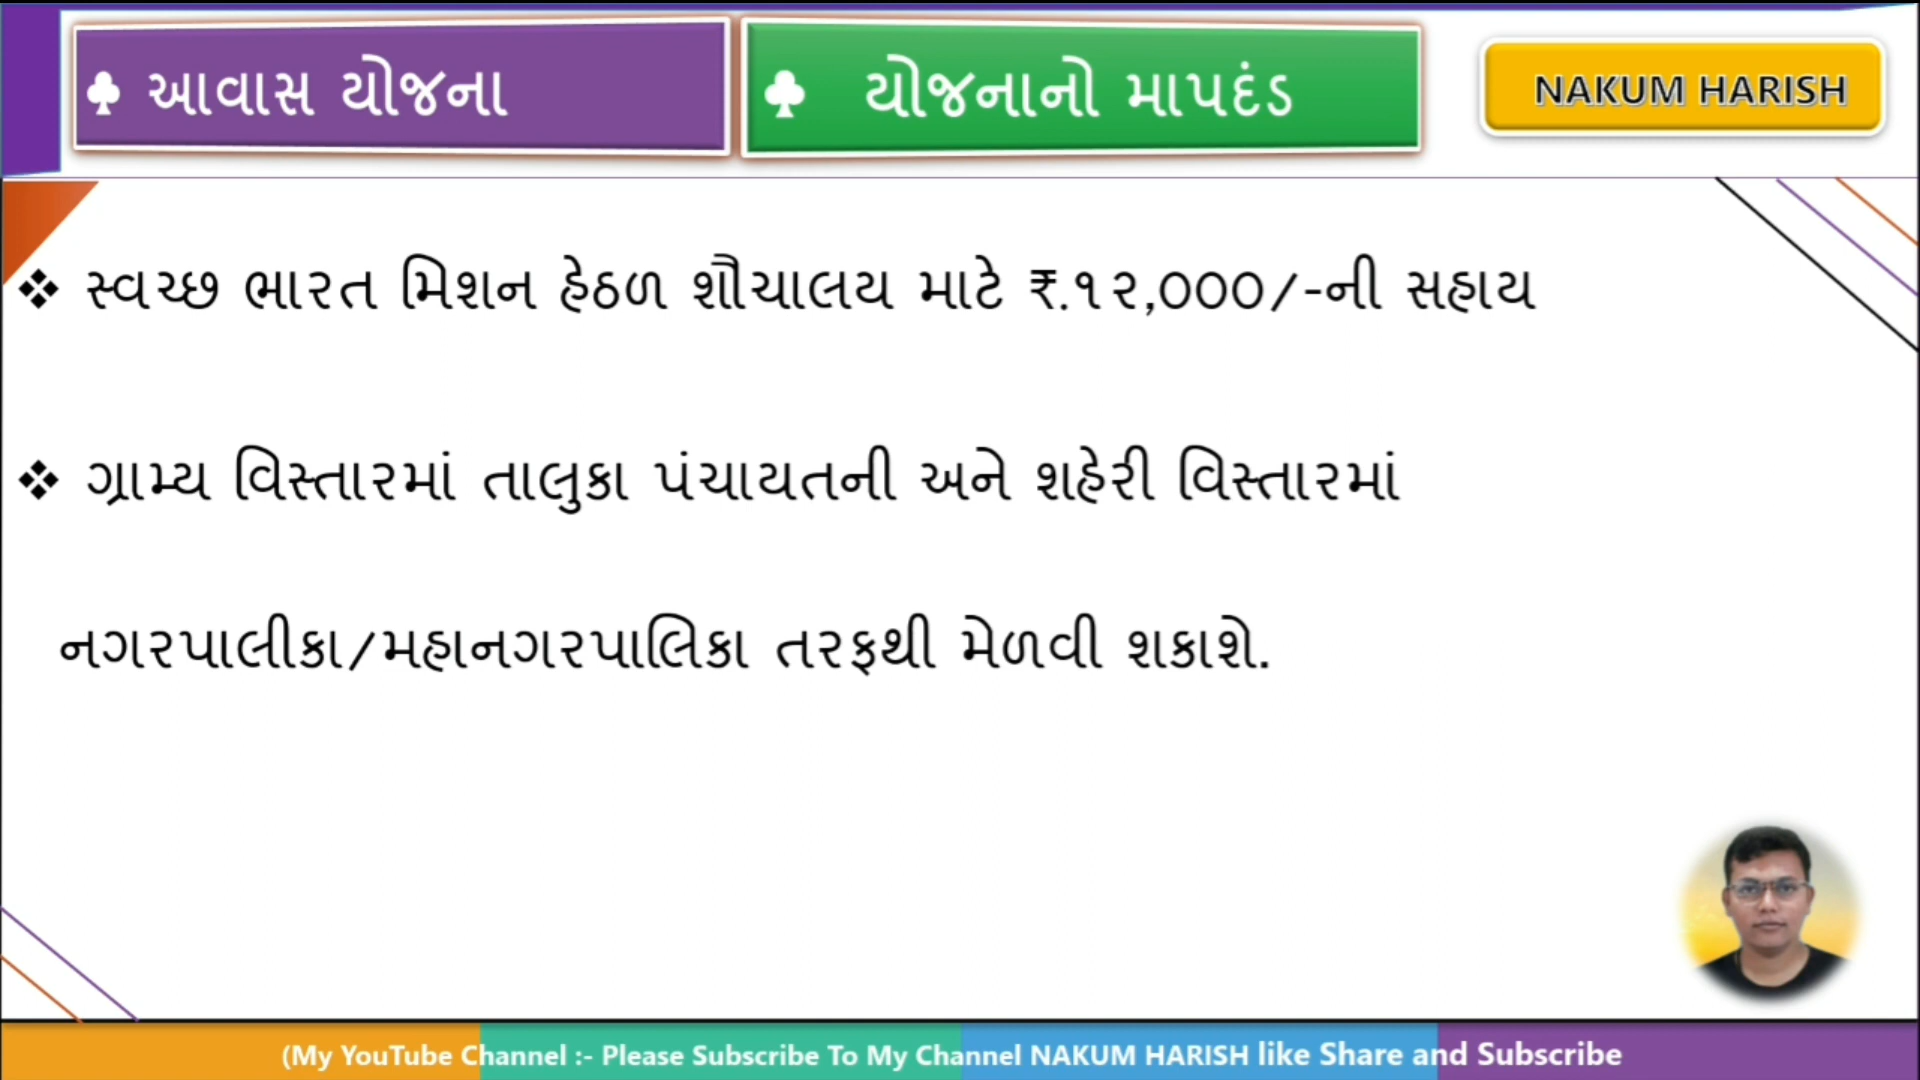 ♣ આવાસ યોજના
♣ યોજનાનો માપદંડ
NAKUM HARISH
❖ સ્વચ્છ ભારત મિશન હેઠળ શૌચાલય માટે ₹.૧૨,૦૦૦/-ની સહાય
❖ ગ્રામ્ય વિસ્તારમાં તાલુકા પંચાયતની અને શહેરી વિસ્તારમાં
નગરપાલીકા/મહાનગરપાલિકા તરફથી મેળવી શકાશે.
(My YouTube Channel :- Please Subscribe To My Channel NAKUM HARISH like Share and Subscribe